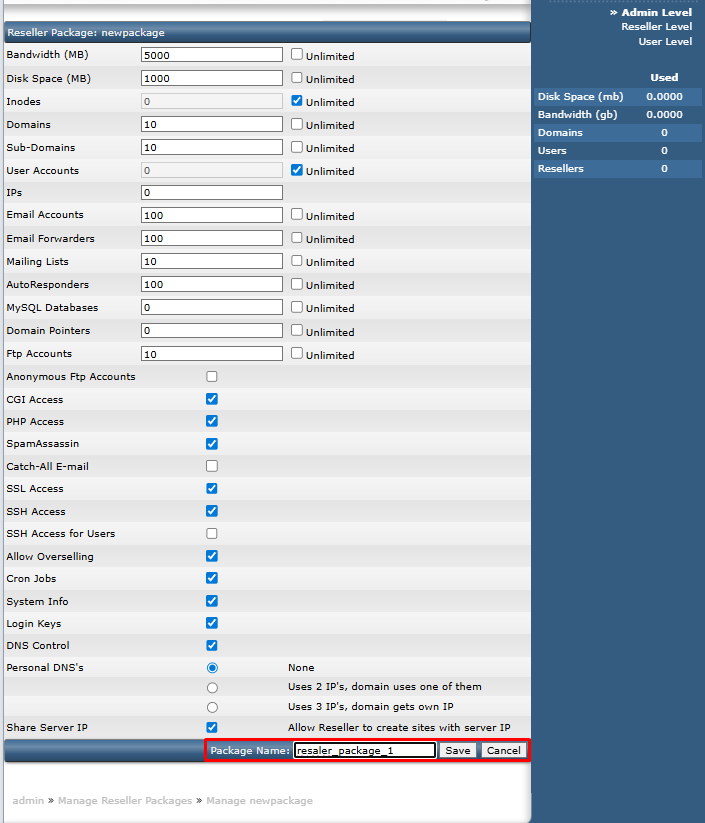 Reseller Package: newpackage
Bandwidth (MB) 5000 Unlimited
Disk Space (MB) 1000 Unlimited
Inodes 0 Unlimited
Domains 10 Unlimited
Sub-Domains 10 Unlimited
User Accounts 0 Unlimited
IPs 0
Email Accounts 100 Unlimited
Email Forwarders 100 Unlimited
Mailing Lists 10 Unlimited
AutoResponders 100 Unlimited
MySQL Databases 0 Unlimited
Domain Pointers 0 Unlimited
Ftp Accounts 10 Unlimited
Anonymous Ftp Accounts
CGI Access
PHP Access
SpamAssassin
Catch-All E-mail
SSL Access
SSH Access
SSH Access for Users
Allow Overselling
Cron Jobs
System Info
Login Keys
DNS Control
Personal DNS's None
Uses 2 IP's, domain uses one of them
Uses 3 IP's, domain gets own IP
Share Server IP Allow Reseller to create sites with server IP
Package Name: resaler_package_1 Save Cancel
admin » Manage Reseller Packages » Manage newpackage
» Admin Level
Reseller Level
User Level
Used
Disk Space (mb) 0.0000
Bandwidth (gb) 0.0000
Domains 0
Users 0
Resellers 0